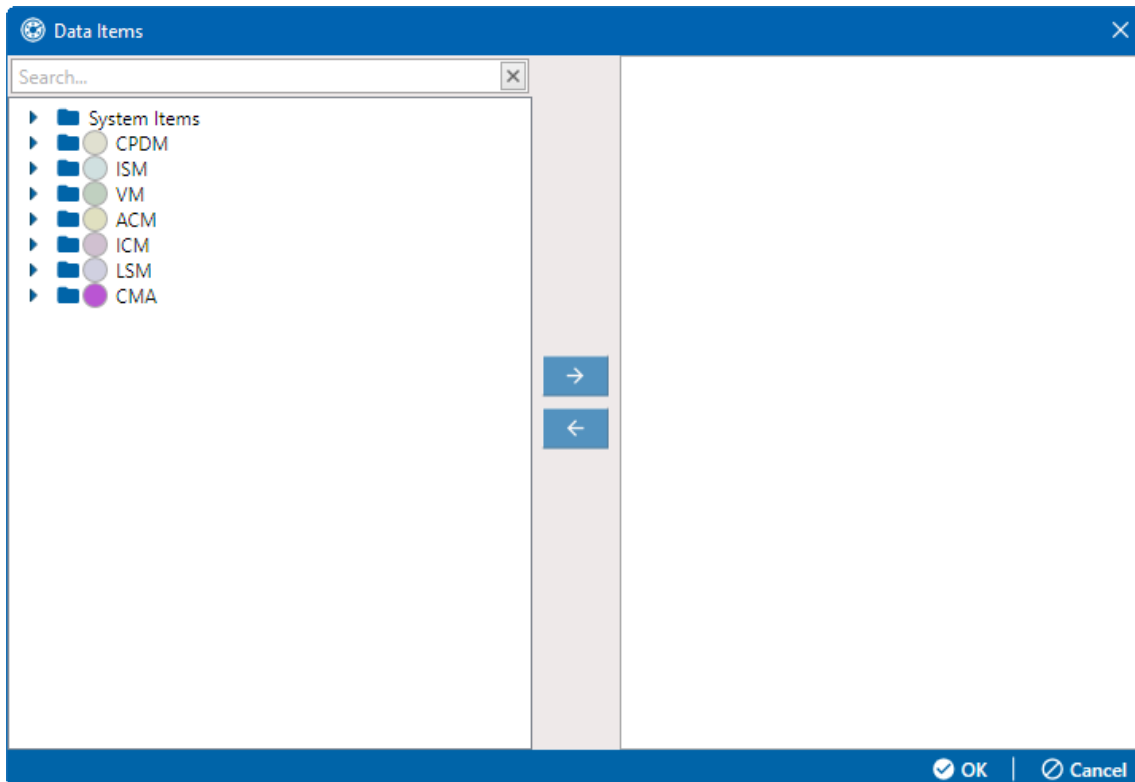 Data Items
Search...
System Items
CPDM
ISM
VM
ACM
ICM
LSM
CMA
OK
Cancel